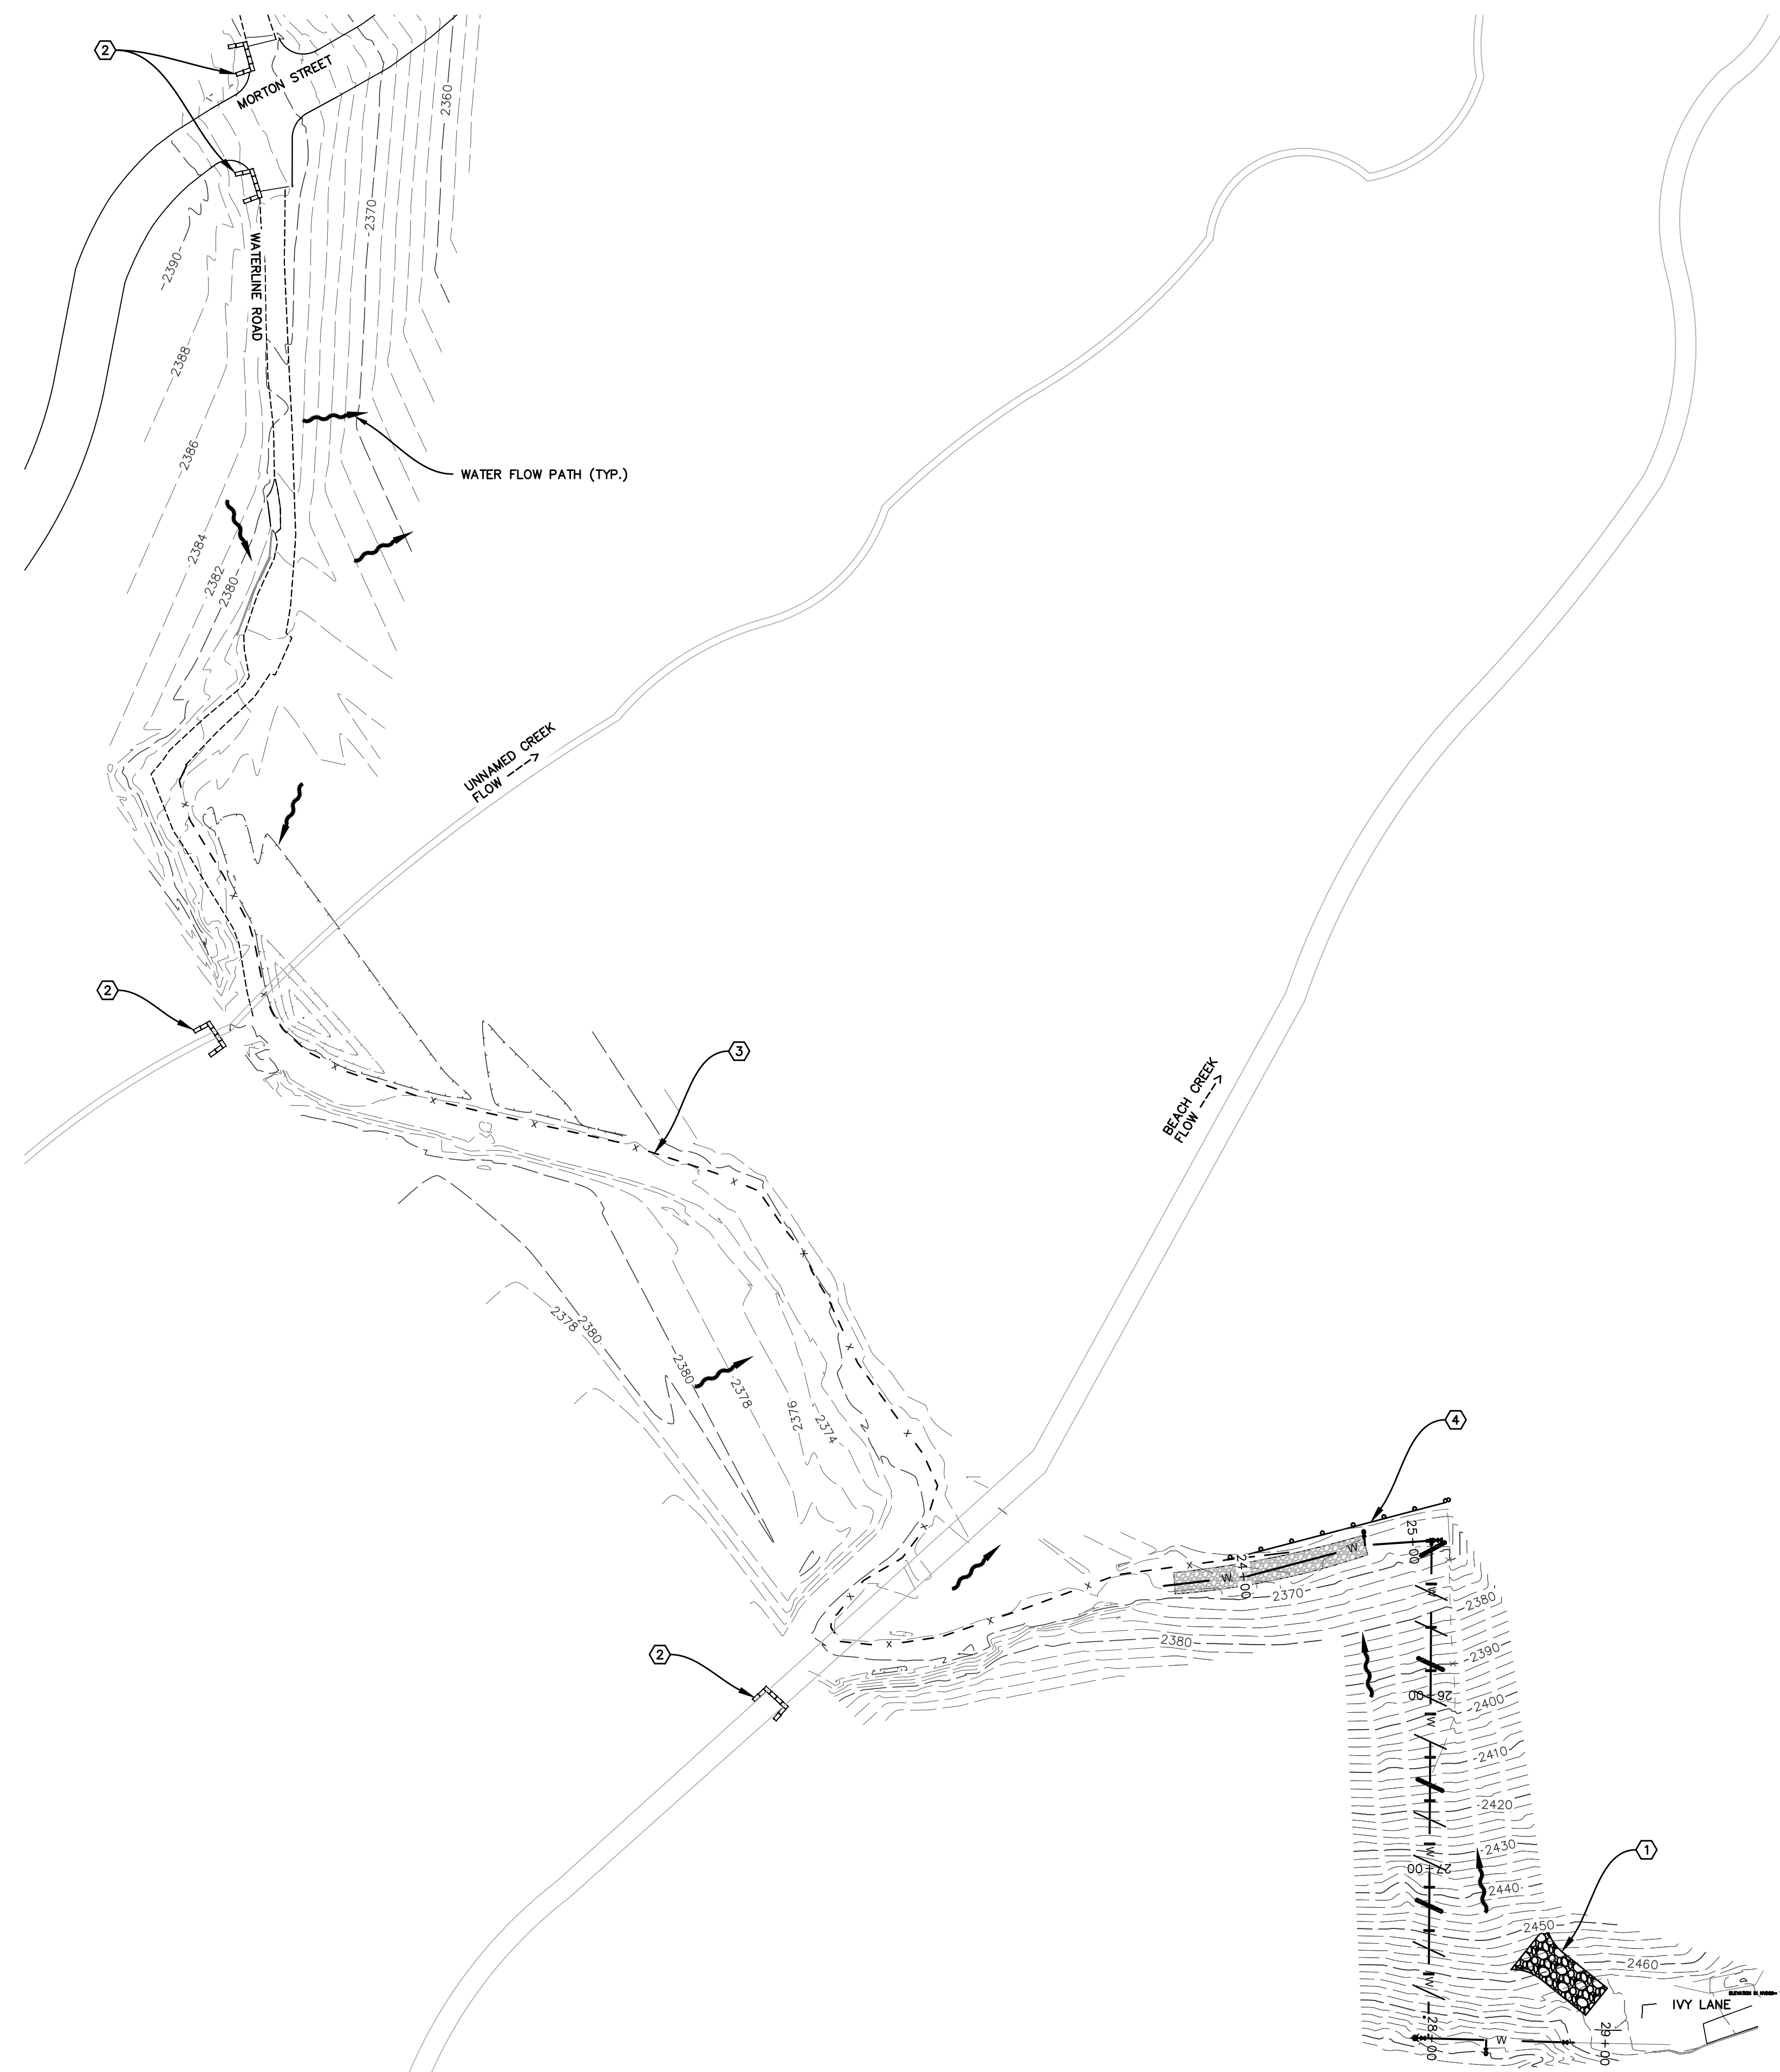 2
MORTON STREET
2360
2370
2390
WATERLINE ROAD
2388
WATER FLOW PATH (TYP.)
2386
2384
2382
2380
UNNAMED CREEK
FLOW
2
3
BEACH CREEK
FLOW
2378
2380
2380
2378
2376
2374
4
25+00
24+00
W
W
2370
W
2380
2380
2
2390
26+00
2400
W
2410
2420
2430
W
27+00
1
2440
2450
2460
W
IVY LANE
28+00
W
29+00